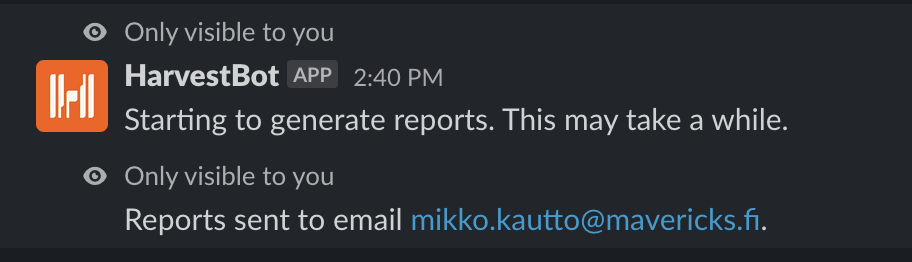 Only visible to you
HarvestBot APP 2:40 PM
Starting to generate reports. This may take a while.
Only visible to you
Reports sent to email mikko.kautto@mavericks.fi.